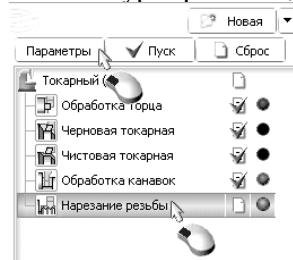 Новая
Параметры Пуск Сброс
Токарный (
Обработка Торца
Черновая токарная
Чистовая токарная
Обработка канавок
Нарезание резьбы